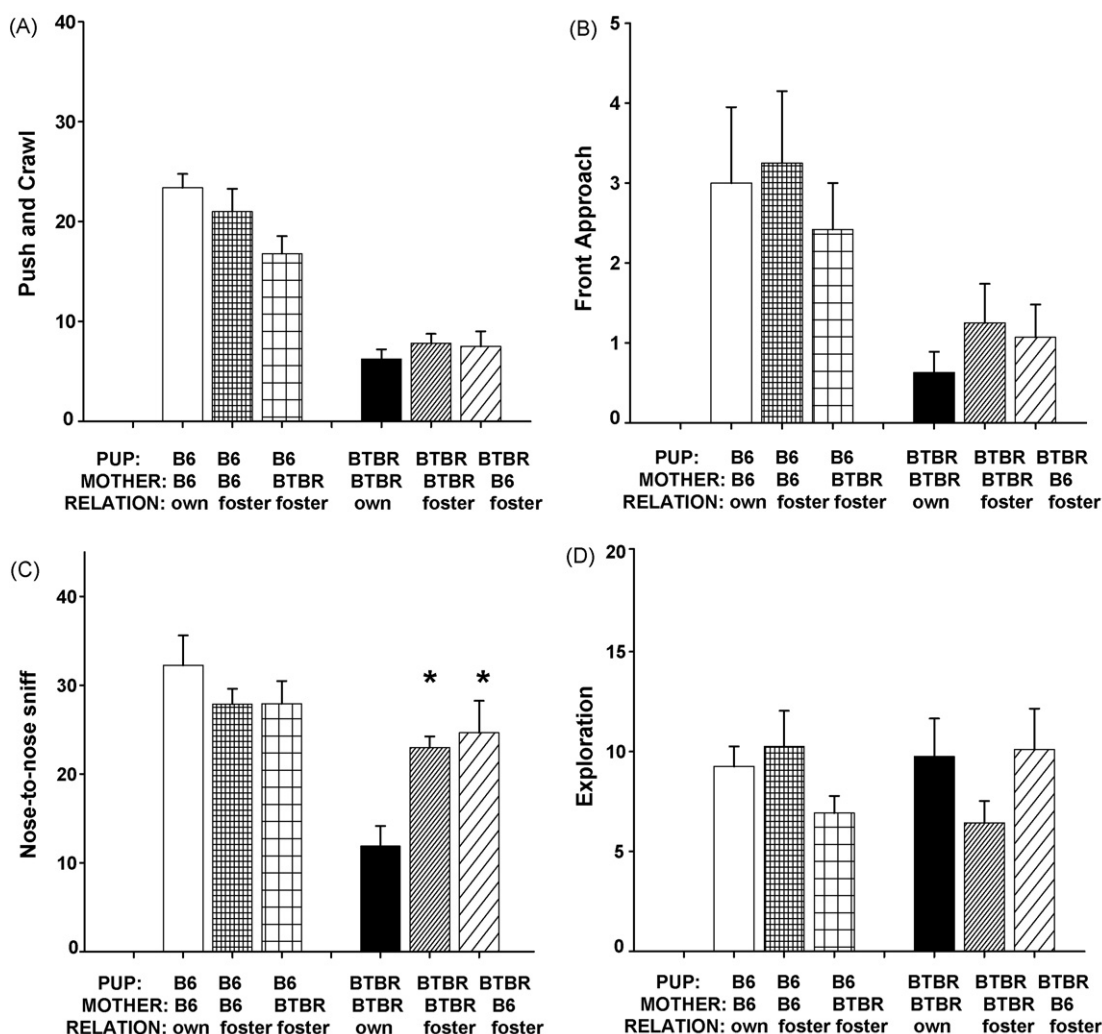 (A)
40
30
20
10
0
Push and Crawl
PUP: B6 B6 B6 BTBR BTBR BTBR
MOTHER: B6 B6 BTBR BTBR BTBR B6
RELATION: own foster foster own foster foster
(B)
5
4
3
2
1
0
Front Approach
PUP: B6 B6 B6 BTBR BTBR BTBR
MOTHER: B6 B6 BTBR BTBR BTBR B6
RELATION: own foster foster own foster foster
(C)
40
30
20
10
0
Nose-to-nose sniff
* *
PUP: B6 B6 B6 BTBR BTBR BTBR
MOTHER: B6 B6 BTBR BTBR BTBR B6
RELATION: own foster foster own foster foster
(D)
20
15
10
5
0
Exploration
PUP: B6 B6 B6 BTBR BTBR BTBR
MOTHER: B6 B6 BTBR BTBR BTBR B6
RELATION: own foster foster own foster foster